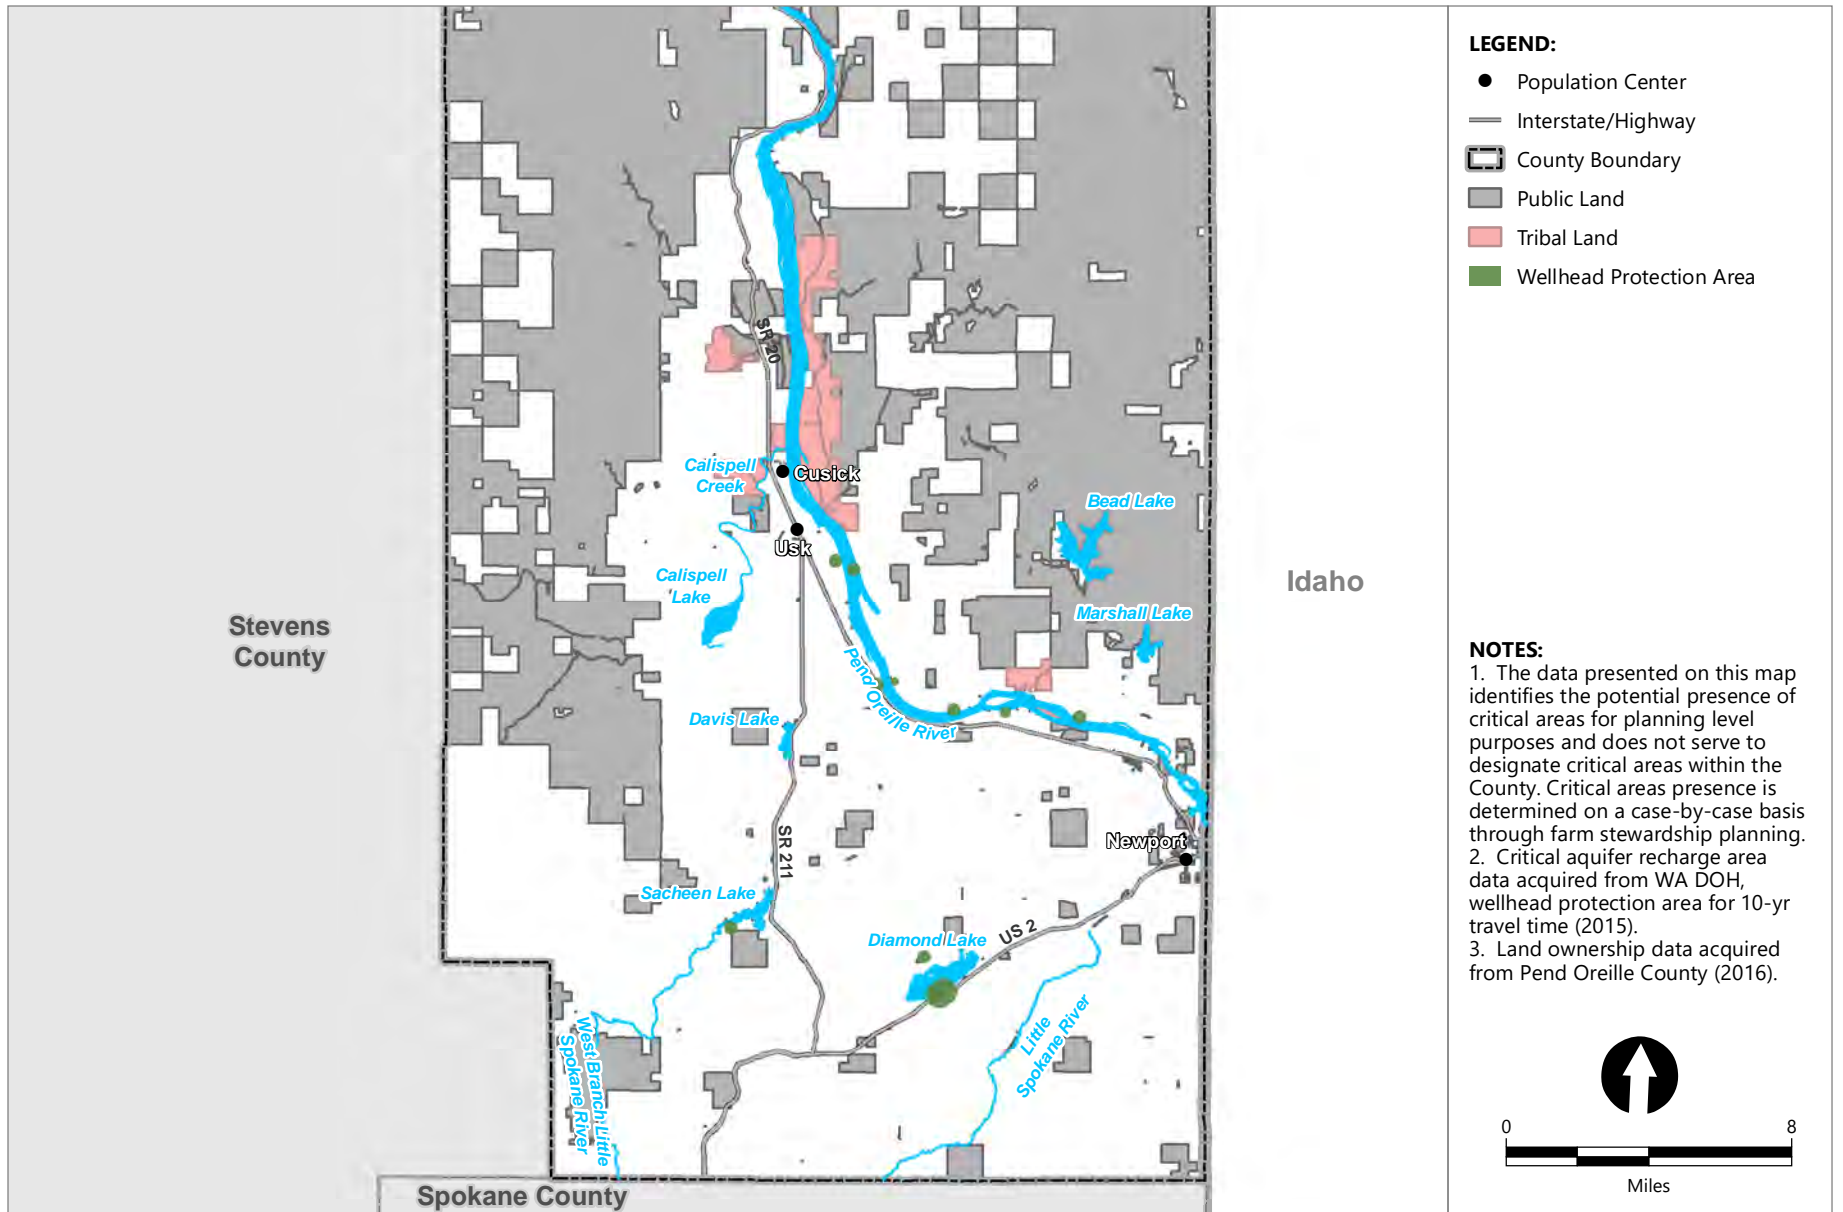 LEGEND:
Population Center
Interstate/Highway
County Boundary
Public Land
Tribal Land
Wellhead Protection Area
SR 20
Calispell
Creek
Cusick
Bead Lake
Usk
Calispell
Lake
Idaho
Marshall Lake
Stevens
County
Pend Oreille River
Davis Lake
Newport
SR 211
Sacheen Lake
Diamond Lake
US 2
Little
Spokane River
West Branch Little
Spokane River
Spokane County
NOTES:
1. The data presented on this map
identifies the potential presence of
critical areas for planning level
purposes and does not serve to
designate critical areas within the
County. Critical areas presence is
determined on a case-by-case basis
through farm stewardship planning.
2. Critical aquifer recharge area
data acquired from WA DOH,
wellhead protection area for 10-yr
travel time (2015).
3. Land ownership data acquired
from Pend Oreille County (2016).
0 8
Miles